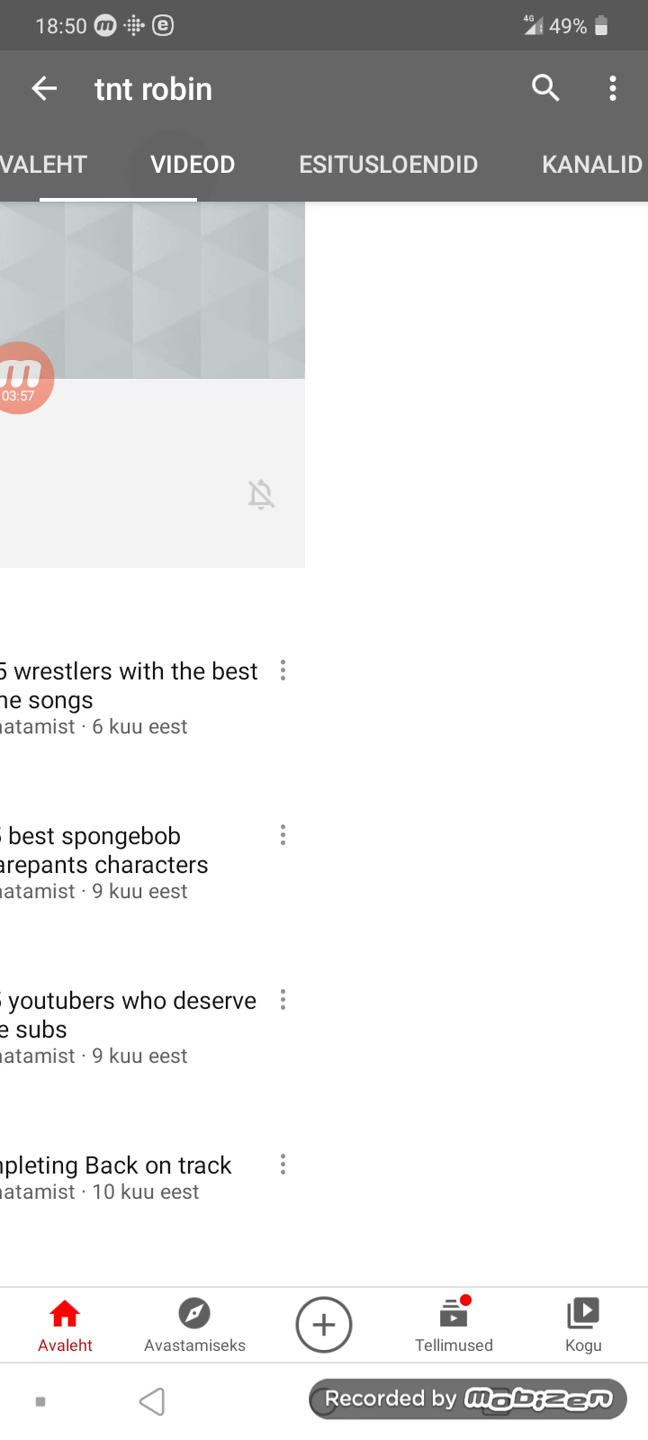 18:50 m e 4G 49%
tnt robin
VALEHT VIDEOD ESITUSLOENDID KANALID
m
03:57
5 wrestlers with the best
ne songs
atamist · 6 kuu eest
best spongebob
arepants characters
atamist · 9 kuu eest
youtubers who deserve
e subs
atamist · 9 kuu eest
pleting Back on track
atamist · 10 kuu eest
Avaleht Avastamiseks Tellimused Kogu
Recorded by mobizen